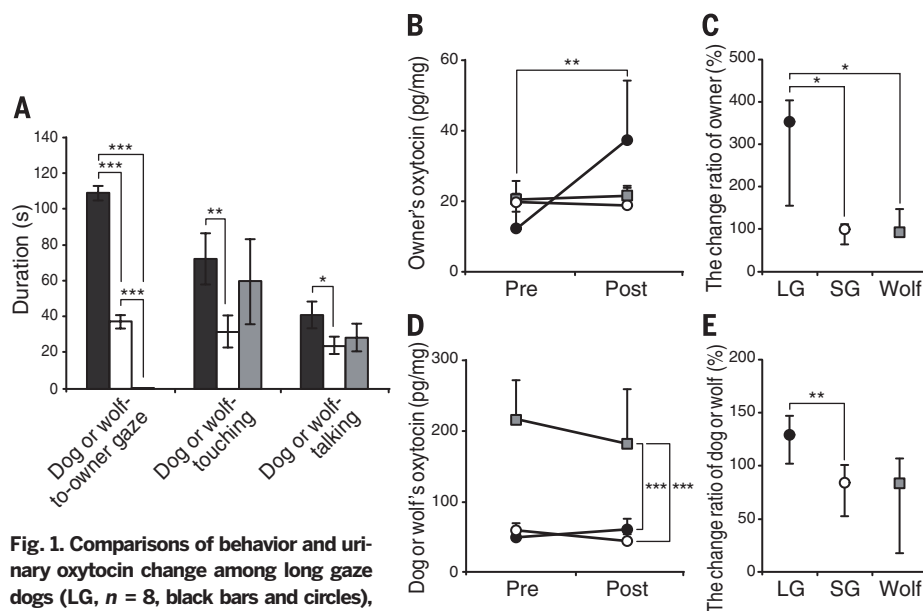 A
Duration (s)
140
120
100
80
60
40
20
0
***
***
***
**
*
Dog or wolf-
to-owner gaze
Dog or wolf-
touching
Dog or wolf-
talking
B
Owner's oxytocin (pg/mg)
60
40
20
0
**
Pre
Post
C
The change ratio of owner (%)
500
400
300
200
100
0
*
*
LG
SG
Wolf
D
Dog or wolf's oxytocin (pg/mg)
300
200
100
0
***
***
Pre
Post
E
The change ratio of dog or wolf (%)
200
150
100
50
0
**
LG
SG
Wolf
Fig. 1. Comparisons of behavior and uri-
nary oxytocin change among long gaze
dogs (LG, n = 8, black bars and circles),